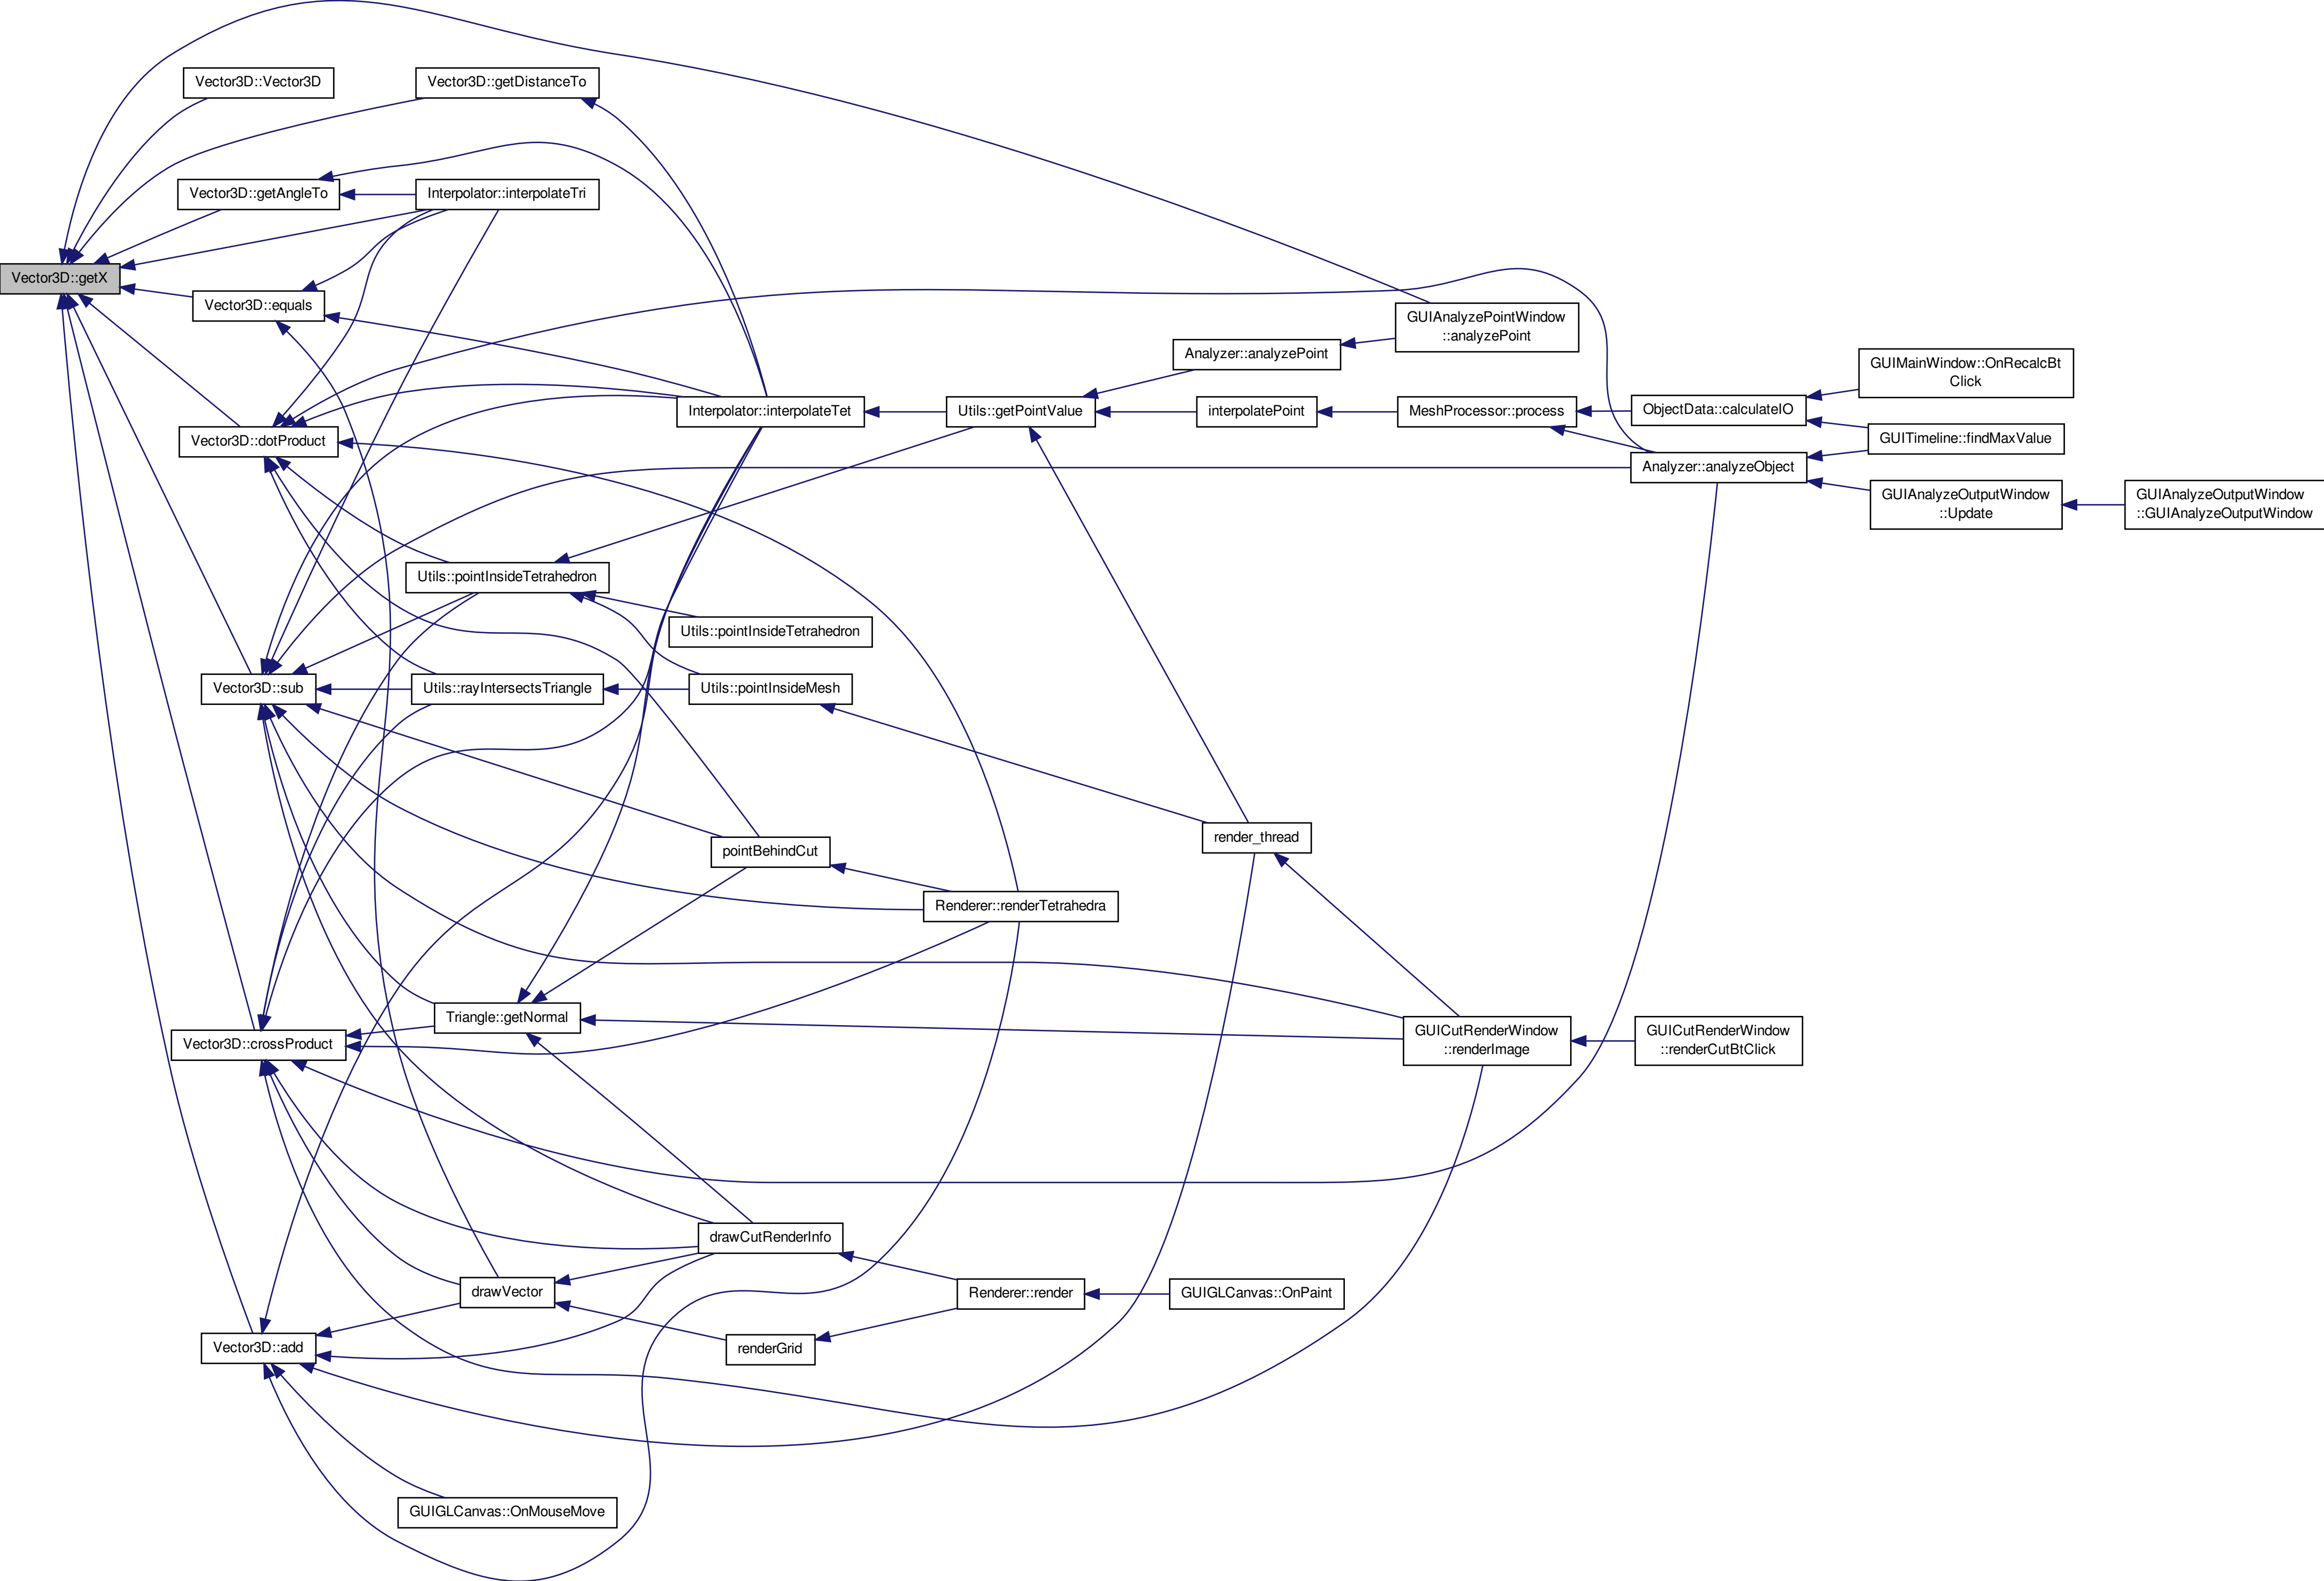 Vector3D::Vector3D
Vector3D::getDistanceTo
Vector3D::getAngleTo
Interpolator::interpolateTri
Vector3D::getX
Vector3D::equals
GUIAnalyzePointWindow
::analyzePoint
Analyzer::analyzePoint
GUIMainWindow::OnRecalcBt
Click
Interpolator::interpolateTet
Utils::getPointValue
interpolatePoint
MeshProcessor::process
ObjectData::calculateIO
Vector3D::dotProduct
GUITimeline::findMaxValue
Analyzer::analyzeObject
GUIAnalyzeOutputWindow
::Update
GUIAnalyzeOutputWindow
::GUIAnalyzeOutputWindow
Utils::pointInsideTetrahedron
Utils::pointInsideTetrahedron
Vector3D::sub
Utils::rayIntersectsTriangle
Utils::pointInsideMesh
pointBehindCut
render_thread
Renderer::renderTetrahedra
Triangle::getNormal
Vector3D::crossProduct
GUICutRenderWindow
::renderImage
GUICutRenderWindow
::renderCutBtClick
drawCutRenderInfo
drawVector
Renderer::render
GUIGLCanvas::OnPaint
Vector3D::add
renderGrid
GUIGLCanvas::OnMouseMove